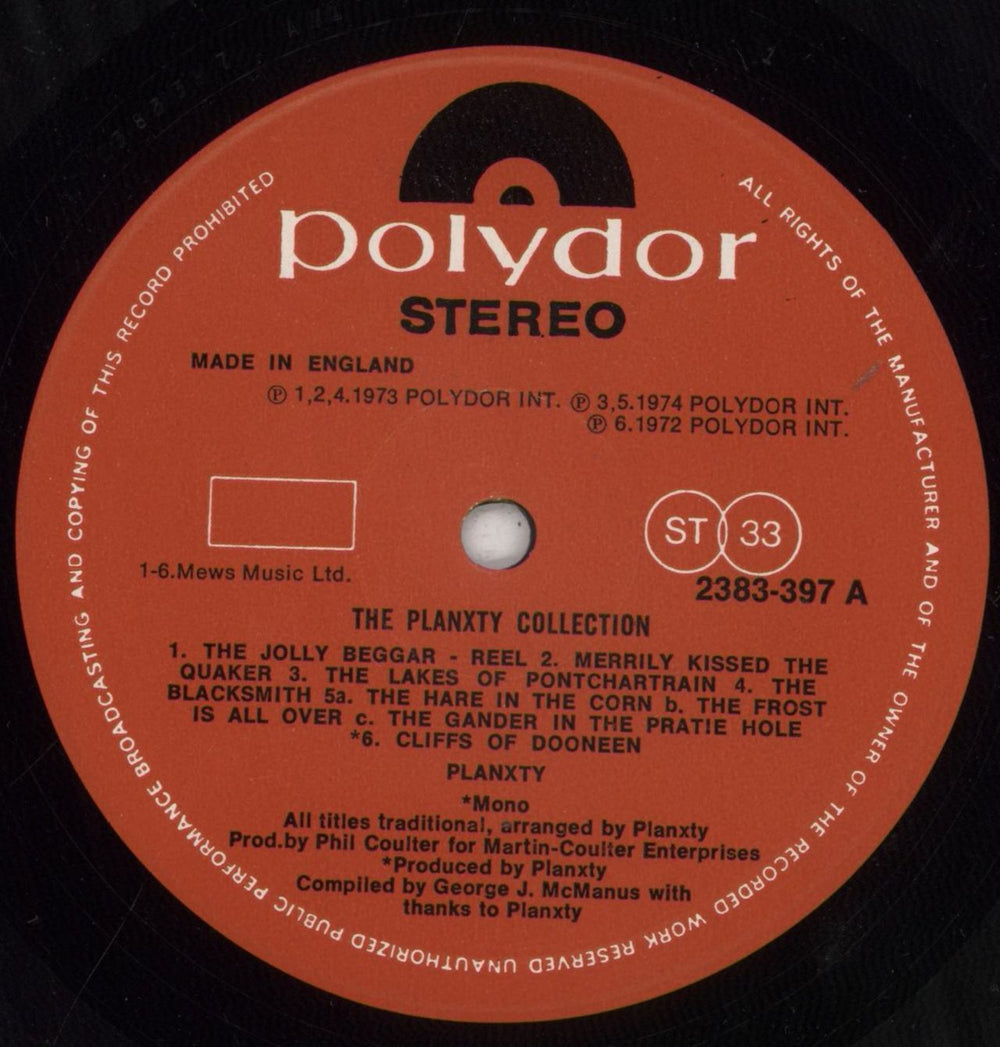 polydor
STEREO
MADE IN ENGLAND
℗ 1,2,4.1973 POLYDOR INT. ℗ 3,5.1974 POLYDOR INT.
℗ 6.1972 POLYDOR INT.
ST 33
1-6.Mews Music Ltd.
2383-397 A
THE PLANXTY COLLECTION
1. THE JOLLY BEGGAR - REEL 2. MERRILY KISSED THE
QUAKER 3. THE LAKES OF PONTCHARTRAIN 4. THE
BLACKSMITH 5a. THE HARE IN THE CORN b. THE FROST
IS ALL OVER c. THE GANDER IN THE PRATIE HOLE
*6. CLIFFS OF DOONEEN
PLANXTY
*Mono
All titles traditional, arranged by Planxty
Prod.by Phil Coulter for Martin-Coulter Enterprises
*Produced by Planxty
Compiled by George J. McManus with
thanks to Planxty
ALL RIGHTS OF THE MANUFACTURER AND OF THE OWNER OF THE RECORDED WORK RESERVED UNAUTHORIZED PUBLIC PERFORMANCE BROADCASTING AND COPYING OF THIS RECORD PROHIBITED